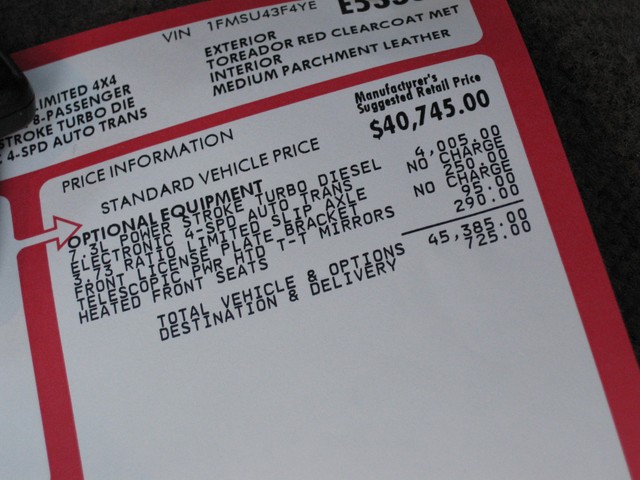 VIN 1FMSU43F4YE
LIMITED 4X4
8-PASSENGER
STROKE TURBO DIE
4-SPD AUTO TRANS
EXTERIOR
TOREADOR RED CLEARCOAT MET
INTERIOR
MEDIUM PARCHMENT LEATHER
PRICE INFORMATION
Manufacturer's
Suggested Retail Price
STANDARD VEHICLE PRICE $40,745.00
OPTIONAL EQUIPMENT
7.3L POWER STROKE TURBO DIESEL 4,005.00
ELECTRONIC 4-SPD AUTO TRANS NO CHARGE
3.73 RATIO LIMITED SLIP AXLE 250.00
FRONT LICENSE PLATE BRACKET NO CHARGE
TELESCOPIC PWR HTD T-T MIRRORS 95.00
HEATED FRONT SEATS 290.00
TOTAL VEHICLE & OPTIONS 45,385.00
DESTINATION & DELIVERY 725.00